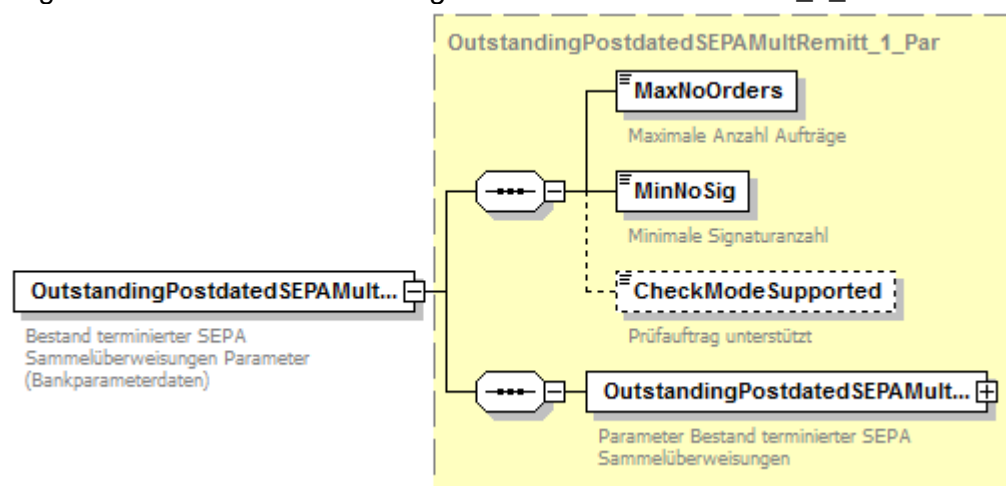 OutstandingPostdatedSEPAMultRemitt_1_Par
MaxNoOrders
Maximale Anzahl Aufträge
MinNoSig
Minimale Signaturanzahl
OutstandingPostdatedSEPAMult...
Bestand terminierter SEPA
Sammelüberweisungen Parameter
(Bankparameterdaten)
CheckModeSupported
Prüfauftrag unterstützt
OutstandingPostdatedSEPAMult...
Parameter Bestand terminierter SEPA
Sammelüberweisungen